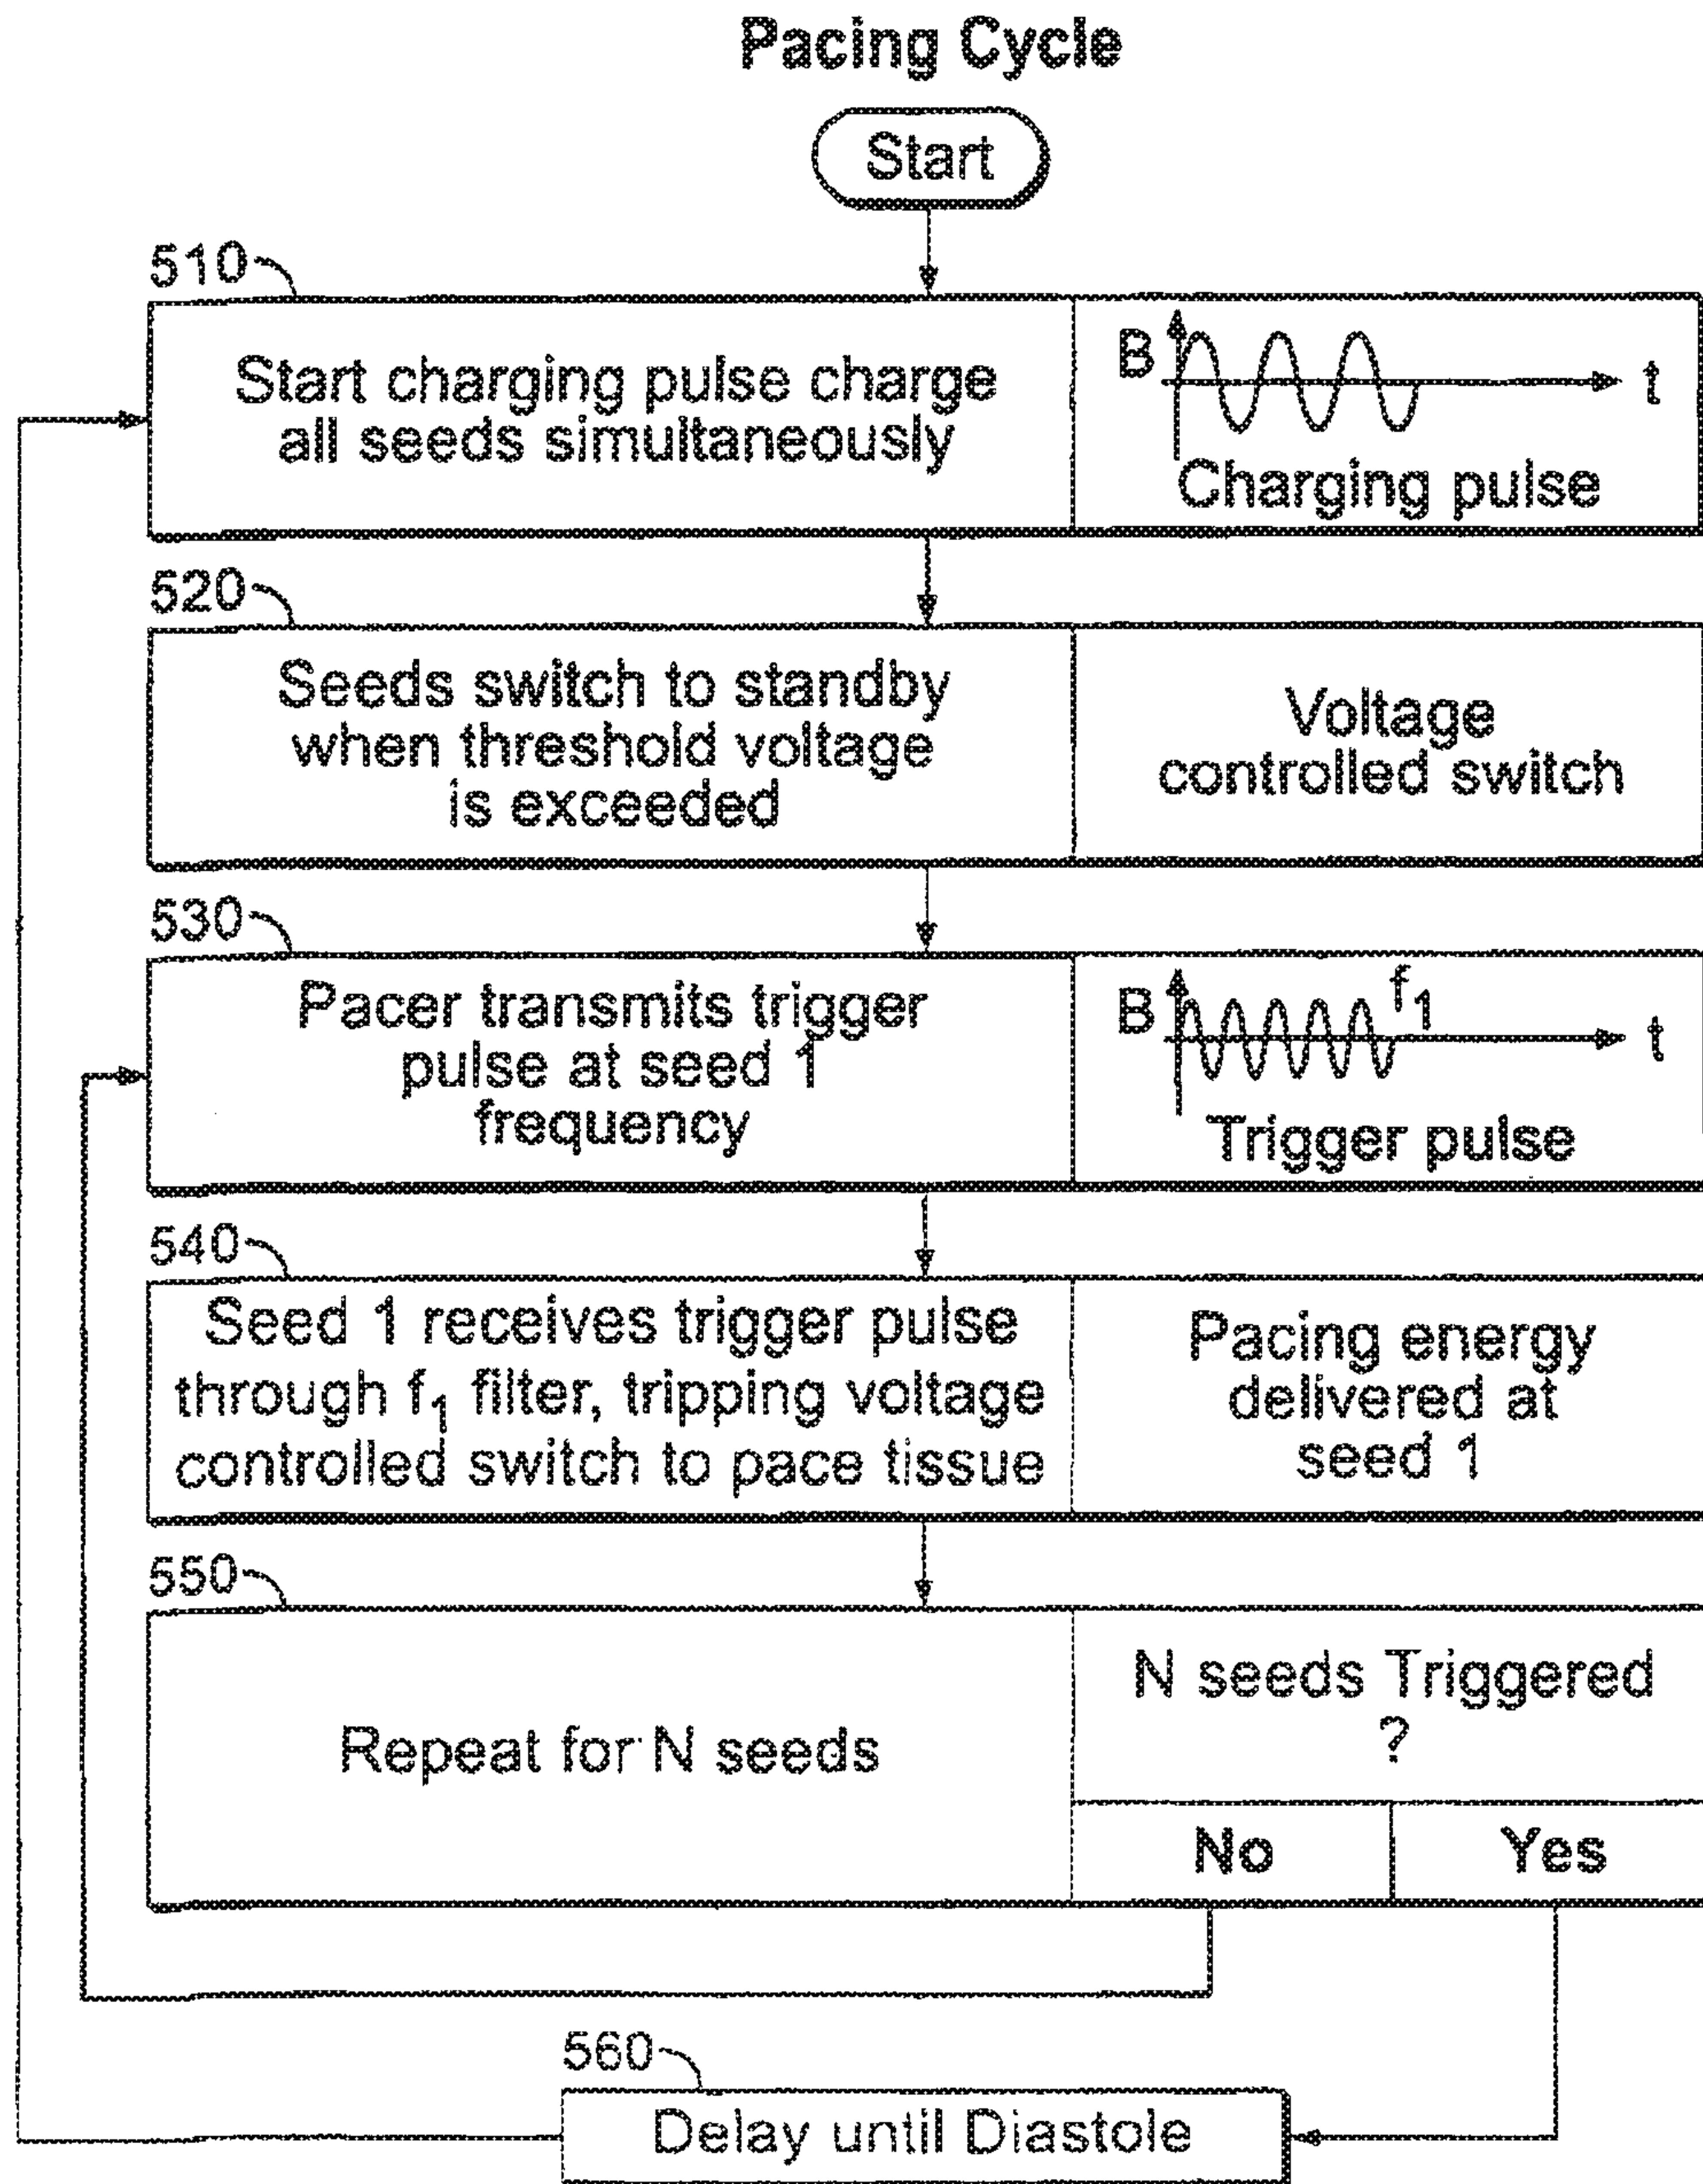 Pacing Cycle
Start
510
Start charging pulse charge
all seeds simultaneously
B
t
Charging pulse
520
Seeds switch to standby
when threshold voltage
is exceeded
Voltage
controlled switch
530
Pacer transmits trigger
pulse at seed 1
frequency
B
f1
t
Trigger pulse
540
Seed 1 receives trigger pulse
through f1 filter, tripping voltage
controlled switch to pace tissue
Pacing energy
delivered at
seed 1
550
Repeat for N seeds
N seeds Triggered
?
No
Yes
560
Delay until Diastole